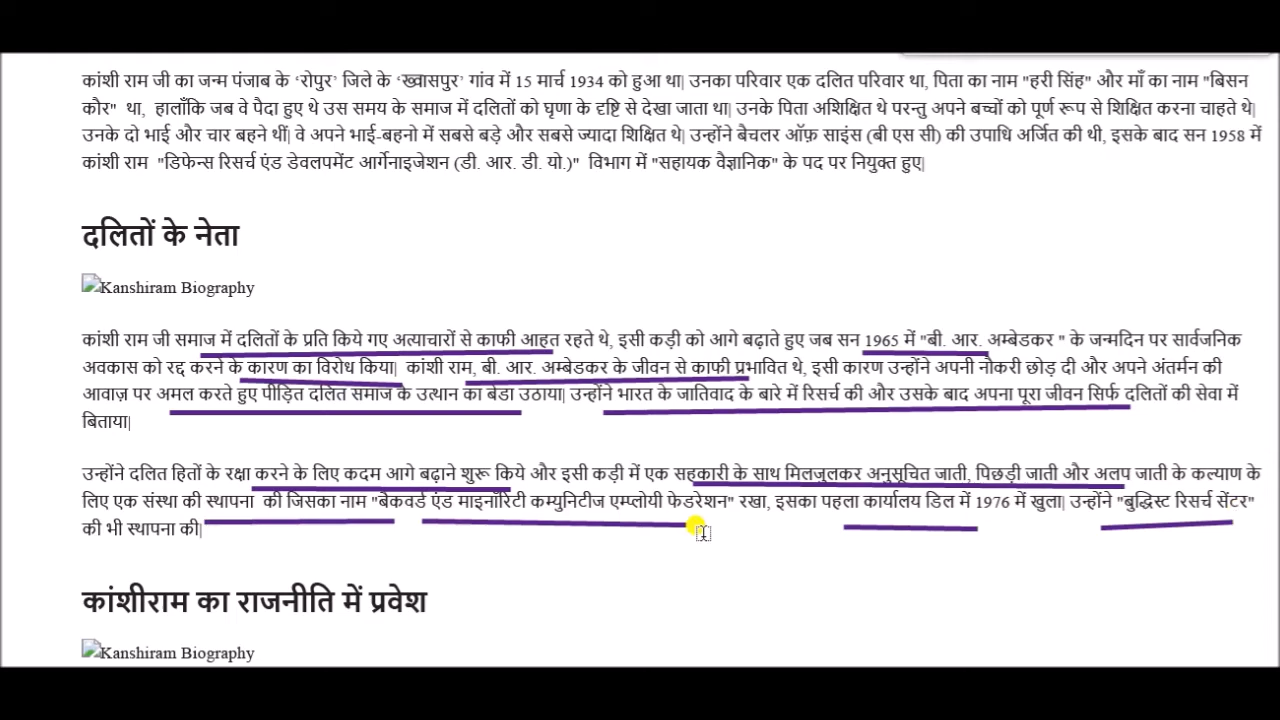 कांशी राम जी का जन्म पंजाब के ‘रोपुर’ जिले के ‘ख्वासपुर’ गांव में 15 मार्च 1934 को हुआ था| उनका परिवार एक दलित परिवार था, पिता का नाम "हरी सिंह" और माँ का नाम "बिसन
कौर"  था,  हालाँकि जब वे पैदा हुए थे उस समय के समाज में दलितों को घृणा के दृष्टि से देखा जाता था| उनके पिता अशिक्षित थे परन्तु अपने बच्चों को पूर्ण रूप से शिक्षित करना चाहते थे|
उनके दो भाई और चार बहने थीं| वे अपने भाई-बहनो में सबसे बड़े और सबसे ज्यादा शिक्षित थे| उन्होंने बैचलर ऑफ़ साइंस (बी एस सी) की उपाधि अर्जित की थी, इसके बाद सन 1958 में
कांशी राम  "डिफेन्स रिसर्च एंड डेवलपमेंट आर्गेनाइजेशन (डी. आर. डी. यो.)"  विभाग में "सहायक वैज्ञानिक" के पद पर नियुक्त हुए|
दलितों के नेता
Kanshiram Biography
कांशी राम जी समाज में दलितों के प्रति किये गए अत्याचारों से काफी आहत रहते थे, इसी कड़ी को आगे बढ़ाते हुए जब सन 1965 में "बी. आर. अम्बेडकर " के जन्मदिन पर सार्वजनिक
अवकास को रद्द करने के कारण का विरोध किया|  कांशी राम, बी. आर. अम्बेडकर के जीवन से काफी प्रभावित थे, इसी कारण उन्होंने अपनी नौकरी छोड़ दी और अपने अंतर्मन की
आवाज़ पर अमल करते हुए पीड़ित दलित समाज के उत्थान का बेडा उठाया| उन्होंने भारत के जातिवाद के बारे में रिसर्च की और उसके बाद अपना पूरा जीवन सिर्फ दलितों की सेवा में
बिताया|
उन्होंने दलित हितों के रक्षा करने के लिए कदम आगे बढ़ाने शुरू किये और इसी कड़ी में एक सहकारी के साथ मिलजुलकर अनुसूचित जाती, पिछड़ी जाती और अलप जाती के कल्याण के
लिए एक संस्था की स्थापना  की जिसका नाम "बेकवर्ड एंड माइनॉरिटी कम्युनिटीज एम्प्लोयी फेडरेशन" रखा, इसका पहला कार्यालय डिल में 1976 में खुला| उन्होंने "बुद्धिस्ट रिसर्च सेंटर"
की भी स्थापना की|
कांशीराम का राजनीति में प्रवेश
Kanshiram Biography